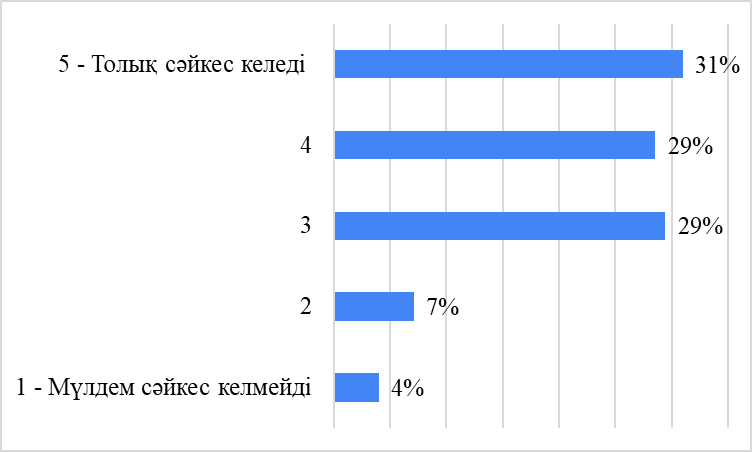 5 - Толық сәйкес келеді 31%
4 29%
3 29%
2 7%
1 - Мүлдем сәйкес келмейді 4%